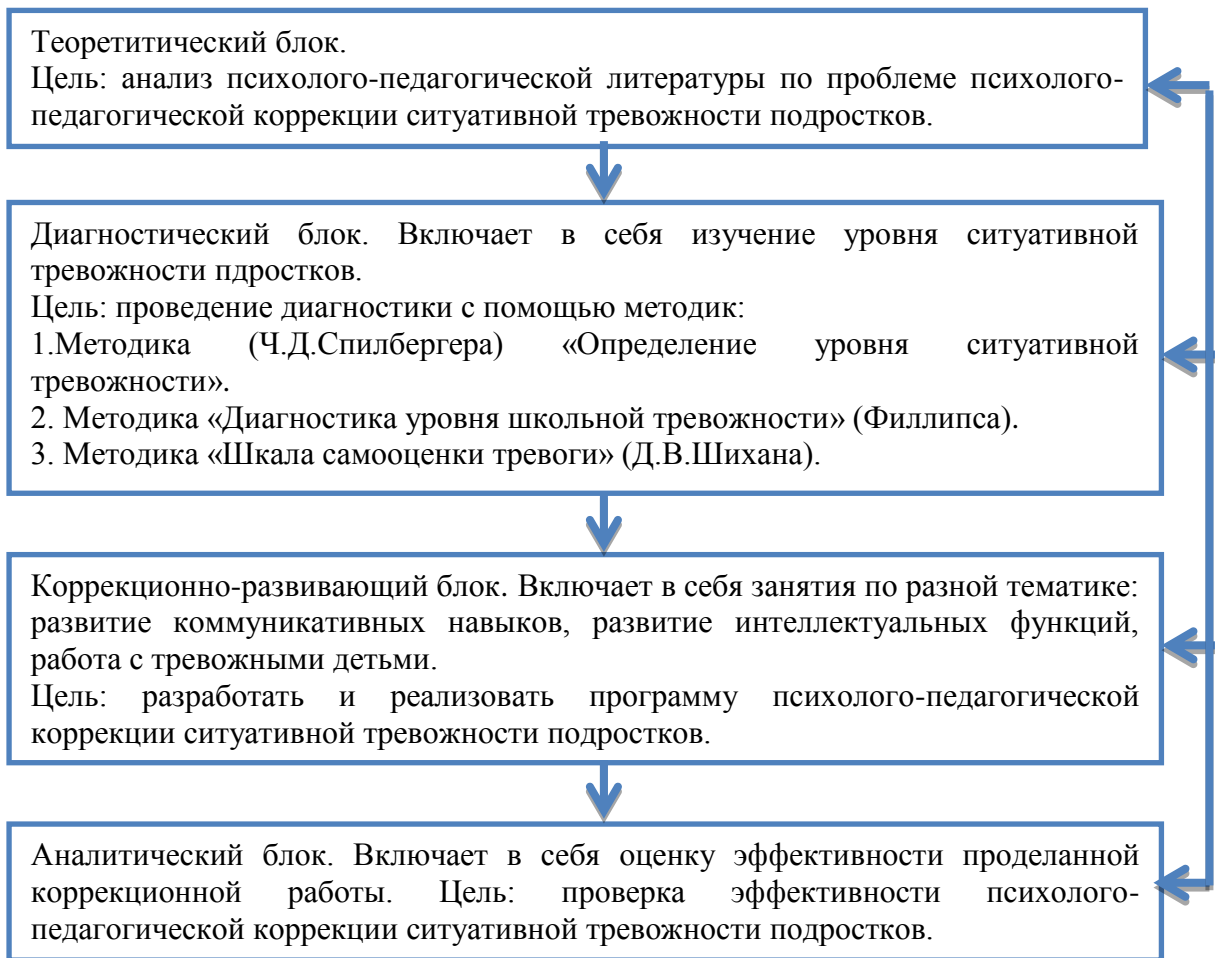 Теоретитический блок.
Цель: анализ психолого-педагогической литературы по проблеме психолого-
педагогической коррекции ситуативной тревожности подростков.
Диагностический блок. Включает в себя изучение уровня ситуативной
тревожности пдростков.
Цель: проведение диагностики с помощью методик:
1.Методика (Ч.Д.Спилбергера) «Определение уровня ситуативной
тревожности».
2. Методика «Диагностика уровня школьной тревожности» (Филлипса).
3. Методика «Шкала самооценки тревоги» (Д.В.Шихана).
Коррекционно-развивающий блок. Включает в себя занятия по разной тематике:
развитие коммуникативных навыков, развитие интеллектуальных функций,
работа с тревожными детьми.
Цель: разработать и реализовать программу психолого-педагогической
коррекции ситуативной тревожности подростков.
Аналитический блок. Включает в себя оценку эффективности проделанной
коррекционной работы. Цель: проверка эффективности психолого-
педагогической коррекции ситуативной тревожности подростков.